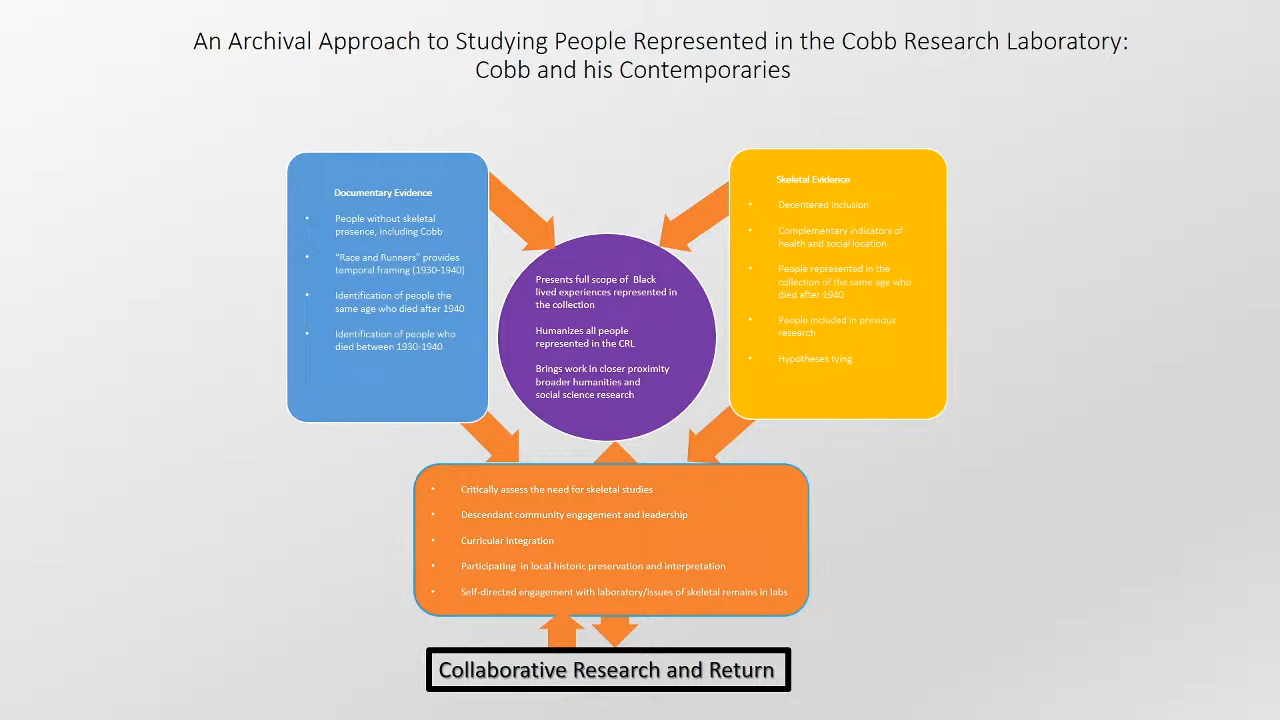 An Archival Approach to Studying People Represented in the Cobb Research Laboratory:
Cobb and his Contemporaries
Documentary Evidence
• People without skeletal
presence, including Cobb
• “Race and Runners” provides
temporal framing (1930-1940)
• Identification of people the
same age who died after 1940
• Identification of people who
died between 1930-1940
Skeletal Evidence
• Decentered inclusion
• Complementary indicators of
health and social location
• People represented in the
collection of the same age who
died after 1940
• People included in previous
research
• Hypotheses tying
Presents full scope of Black
lived experiences represented in
the collection
Humanizes all people
represented in the CRL
Brings work in closer proximity
broader humanities and
social science research
• Critically assess the need for skeletal studies
• Descendant community engagement and leadership
• Curricular integration
• Participating in local historic preservation and interpretation
• Self-directed engagement with laboratory/issues of skeletal remains in labs
Collaborative Research and Return